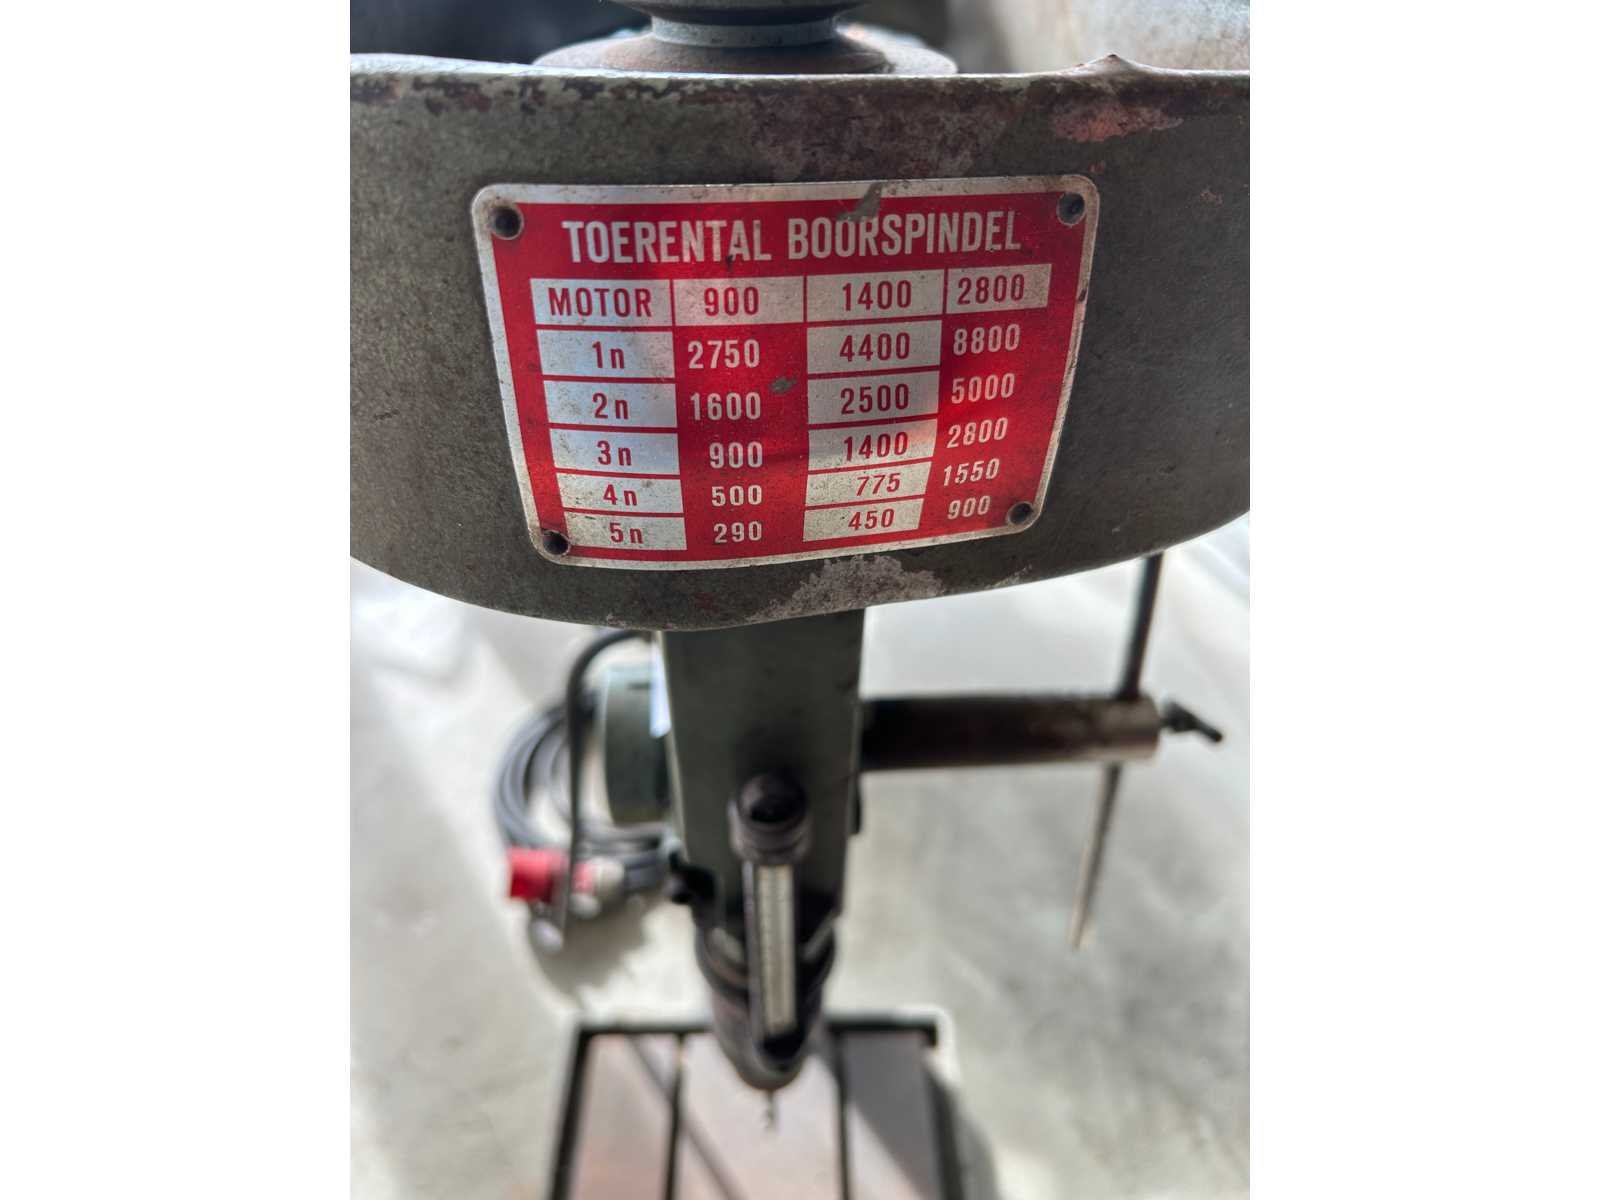 TOERENTAL BOORSPINDEL
MOTOR 900 1400 2800
1n 2750 4400 8800
2n 1600 2500 5000
3n 900 1400 2800
4n 500 775 1550
5n 290 450 900